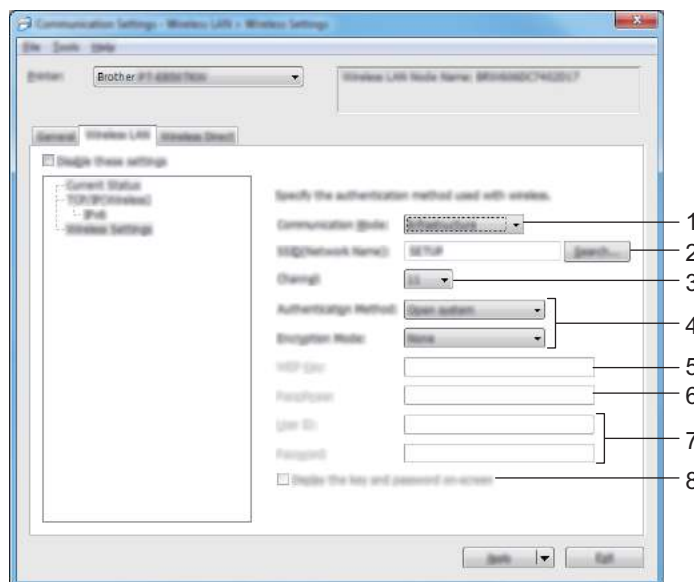 Communication Settings - Wireless LAN > Wireless Settings
File Tools Help
Printer: Brother
Wireless LAN Node Name:
General Wireless LAN Wireless Direct
Disable these settings
Current Status
TCP/IP(Wireless)
IPv6
Wireless Settings
Specify the authentication method used with wireless.
Communication Mode: Infrastructure 1
SSID(Network Name): SETUP Search... 2
Channel: 11 3
Authentication Method: Open system 4
Encryption Mode: None
WEP Key: 5
Passphrase: 6
User ID: 7
Password:
Display the key and password on-screen 8
Apply Exit